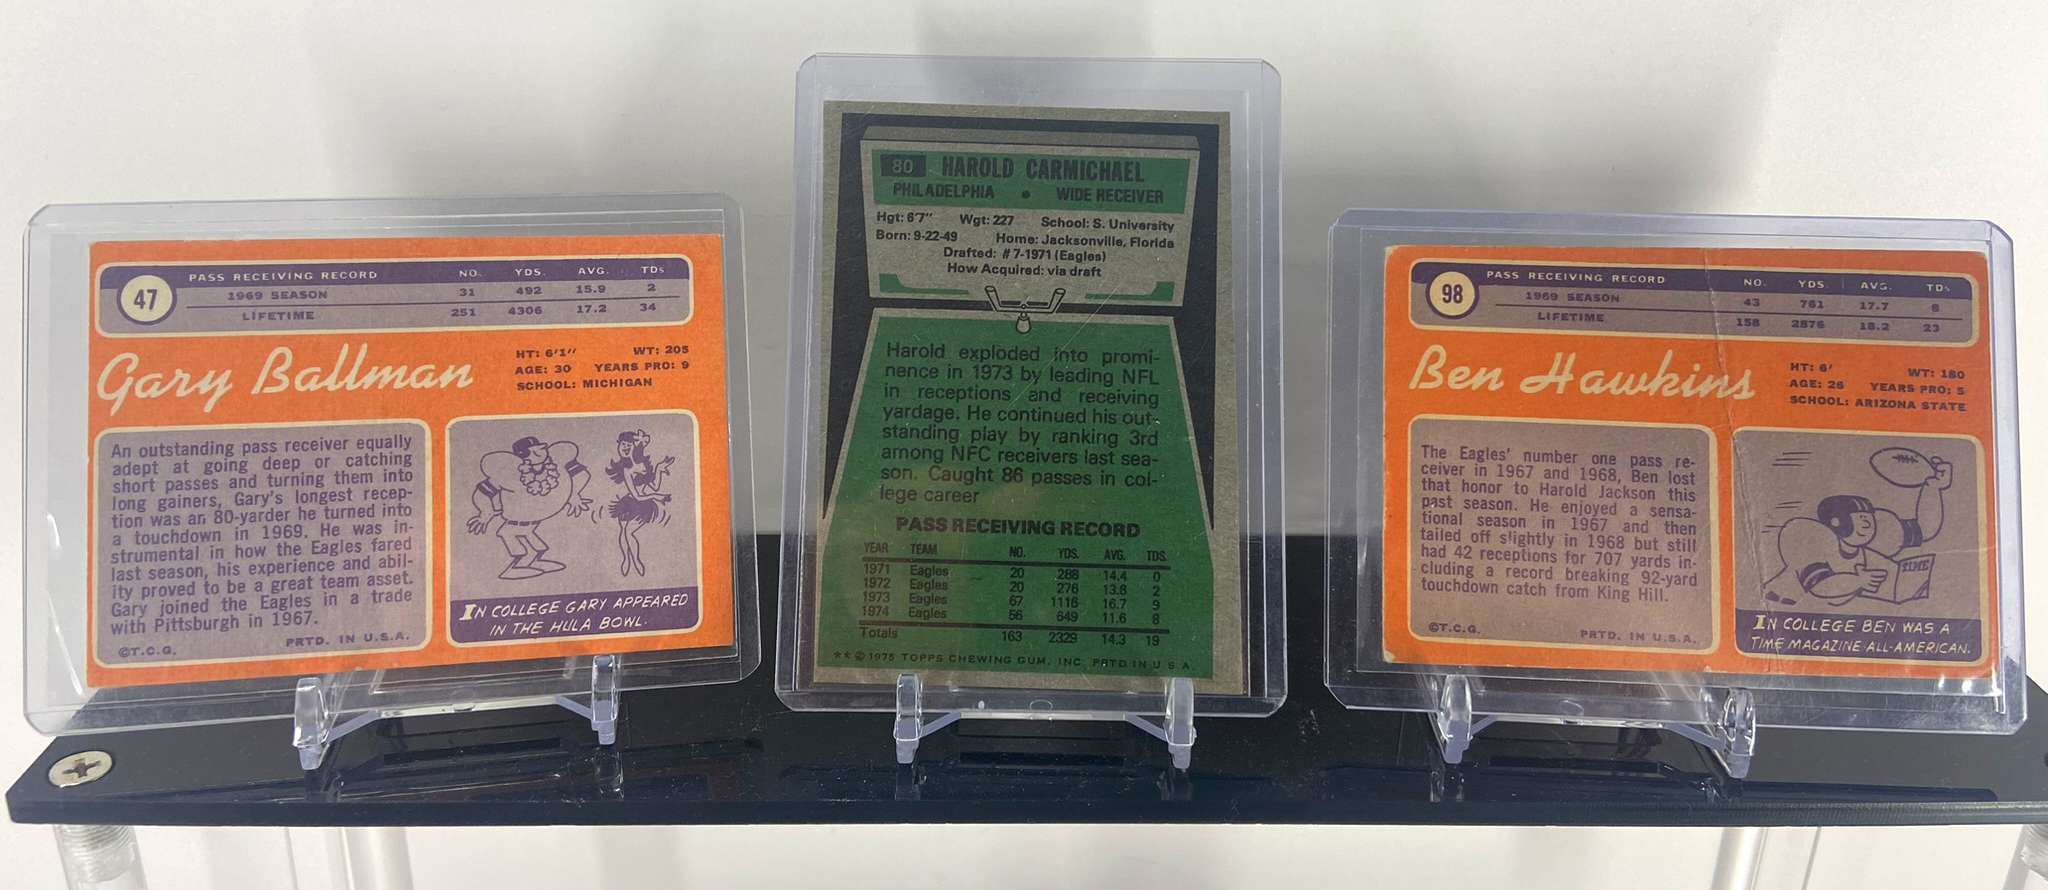 47
PASS RECEIVING RECORD NO. YDS. AVG. TDs
1969 SEASON 31 492 15.9 2
LIFETIME 251 4306 17.2 34
Gary Ballman
HT: 6'1" WT: 205
AGE: 30 YEARS PRO: 9
SCHOOL: MICHIGAN
An outstanding pass receiver equally
adept at going deep or catching
short passes and turning them into
long gainers, Gary's longest recep-
tion was an 80-yarder he turned into
a touchdown in 1969. He was in-
strumental in how the Eagles fared
last season, his experience and abil-
ity proved to be a great team asset.
Gary joined the Eagles in a trade
with Pittsburgh in 1967.
©T.C.G. PRTD. IN U.S.A.
IN COLLEGE GARY APPEARED
IN THE HULA BOWL.
80 HAROLD CARMICHAEL
PHILADELPHIA • WIDE RECEIVER
Hgt: 6'7" Wgt: 227 School: S. University
Born: 9-22-49 Home: Jacksonville, Florida
Drafted: #7-1971 (Eagles)
How Acquired: via draft
Harold exploded into promi-
nence in 1973 by leading NFL
in receptions and receiving
yardage. He continued his out-
standing play by ranking 3rd
among NFC receivers last sea-
son. Caught 86 passes in col-
lege career
PASS RECEIVING RECORD
YEAR TEAM NO. YDS. AVG. TDS.
1971 Eagles 20 288 14.4 0
1972 Eagles 20 276 13.8 2
1973 Eagles 67 1116 16.7 9
1974 Eagles 56 649 11.6 8
Totals 163 2329 14.3 19
** © 1975 TOPPS CHEWING GUM, INC. PRTD IN U.S.A.
98
PASS RECEIVING RECORD NO. YDS. AVG. TDs
1969 SEASON 43 761 17.7 8
LIFETIME 158 2876 18.2 23
Ben Hawkins
HT: 6' WT: 180
AGE: 26 YEARS PRO: 5
SCHOOL: ARIZONA STATE
The Eagles' number one pass re-
ceiver in 1967 and 1968, Ben lost
that honor to Harold Jackson this
past season. He enjoyed a sensa-
tional season in 1967 and then
tailed off slightly in 1968 but still
had 42 receptions for 707 yards in-
cluding a record breaking 92-yard
touchdown catch from King Hill.
©T.C.G. PRTD. IN U.S.A.
TIME
IN COLLEGE BEN WAS A
TIME MAGAZINE ALL-AMERICAN.